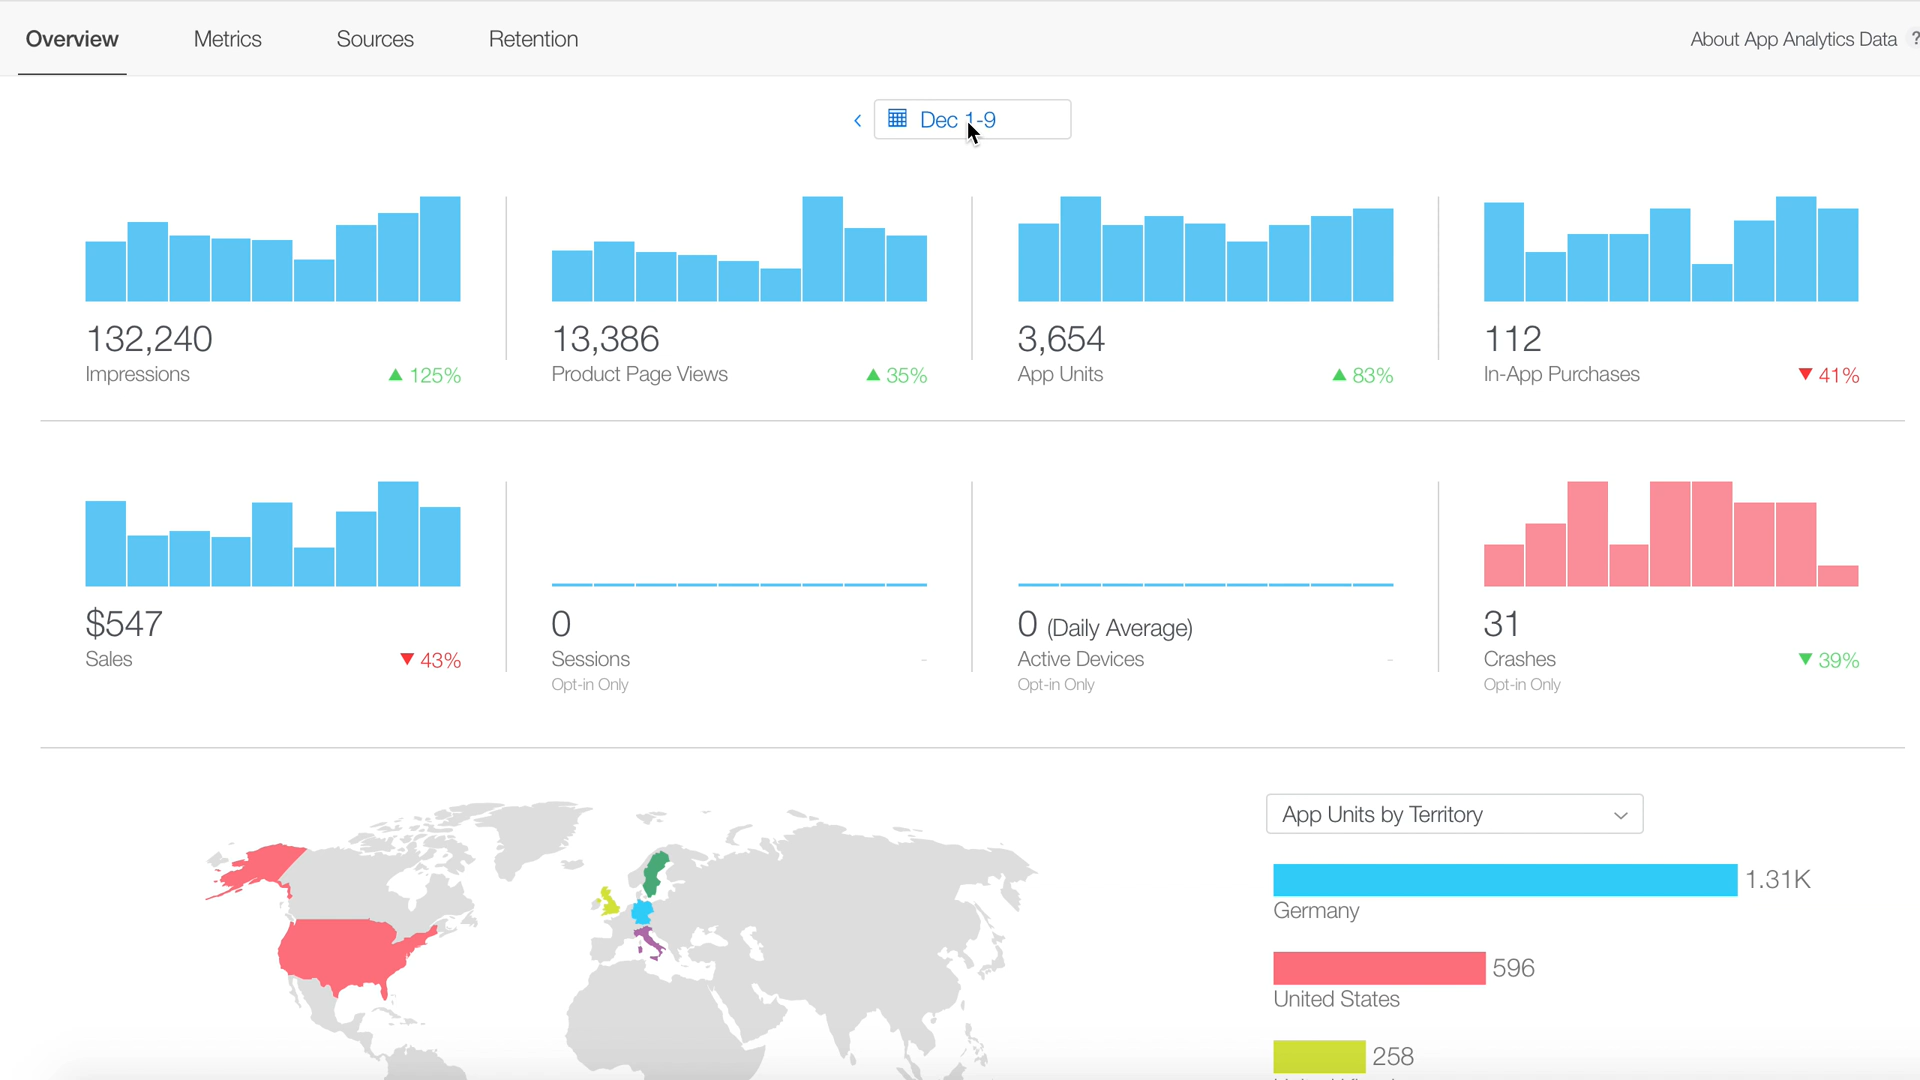 Overview Metrics Sources Retention About App Analytics Data ?
Dec 1-9
132,240 13,386 3,654 112
Impressions ▲ 125% Product Page Views ▲ 35% App Units ▲ 83% In-App Purchases ▼ 41%
$547 0 0 (Daily Average) 31
Sales ▼ 43% Sessions - Active Devices - Crashes ▼ 39%
Opt-in Only Opt-in Only Opt-in Only
App Units by Territory
1.31K
Germany
596
United States
258